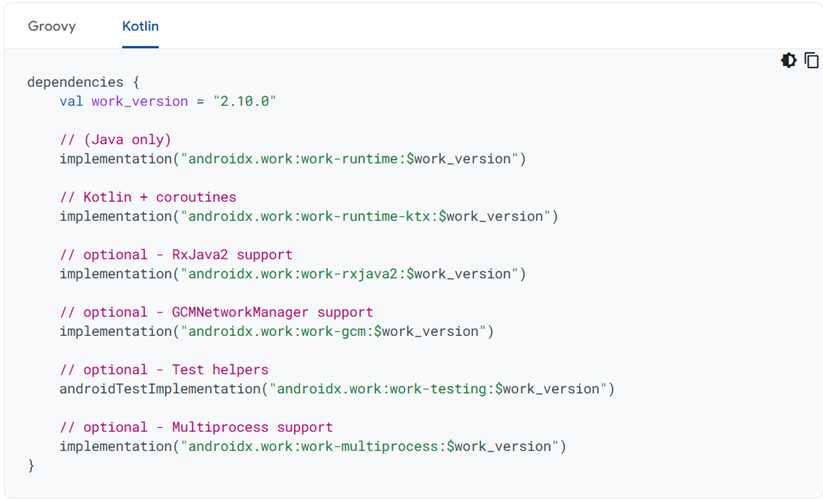 Groovy Kotlin
dependencies {
    val work_version = "2.10.0"

    // (Java only)
    implementation("androidx.work:work-runtime:$work_version")

    // Kotlin + coroutines
    implementation("androidx.work:work-runtime-ktx:$work_version")

    // optional - RxJava2 support
    implementation("androidx.work:work-rxjava2:$work_version")

    // optional - GCMNetworkManager support
    implementation("androidx.work:work-gcm:$work_version")

    // optional - Test helpers
    androidTestImplementation("androidx.work:work-testing:$work_version")

    // optional - Multiprocess support
    implementation("androidx.work:work-multiprocess:$work_version")
}